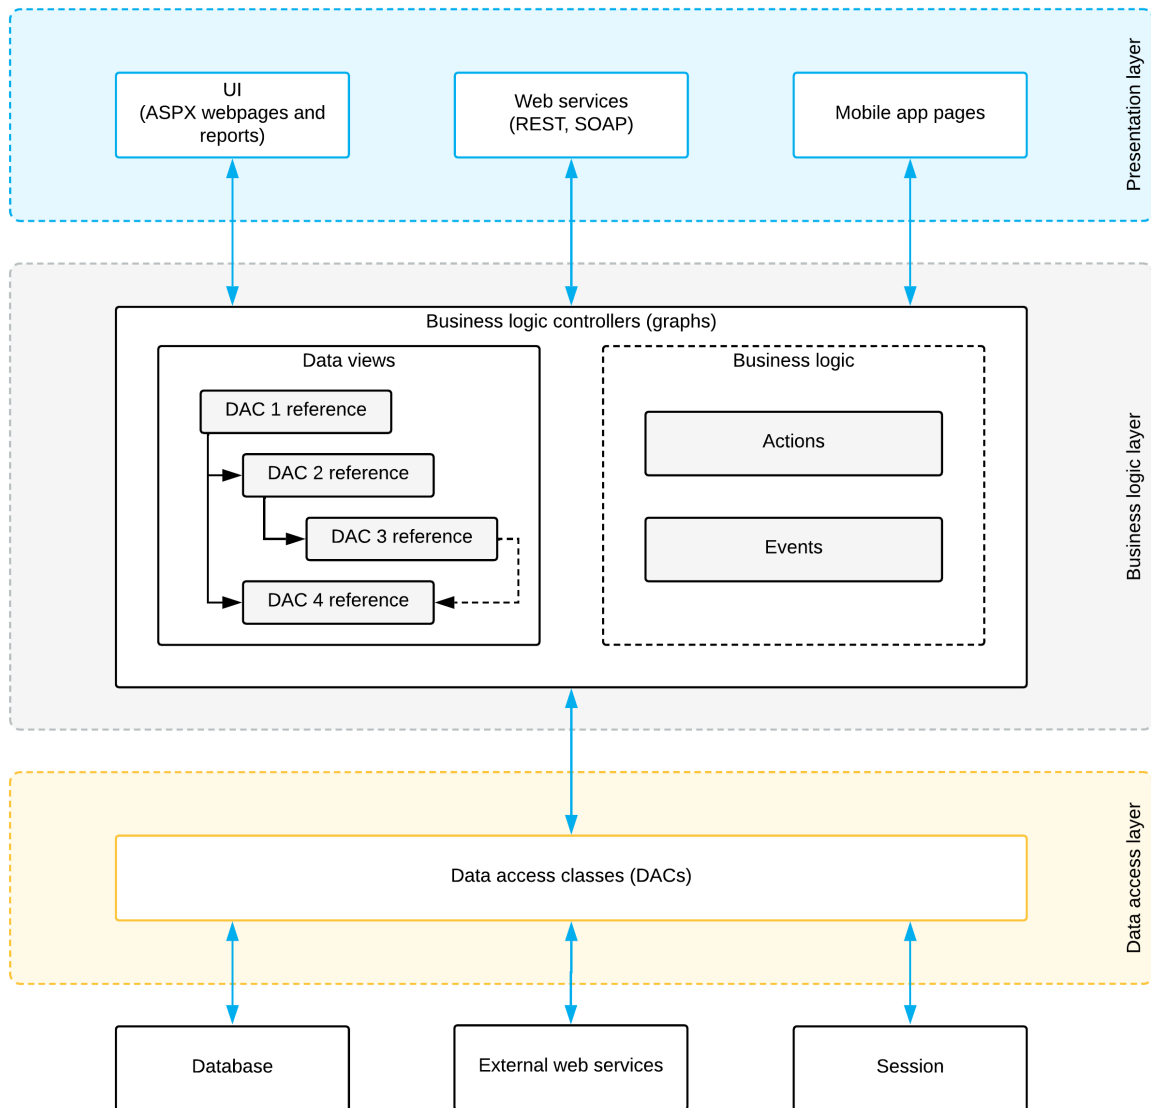 UI
(ASPX webpages and
reports)
Web services
(REST, SOAP)
Mobile app pages
Presentation layer
Business logic controllers (graphs)
Data views
DAC 1 reference
DAC 2 reference
DAC 3 reference
DAC 4 reference
Business logic
Actions
Events
Business logic layer
Data access classes (DACs)
Data access layer
Database
External web services
Session